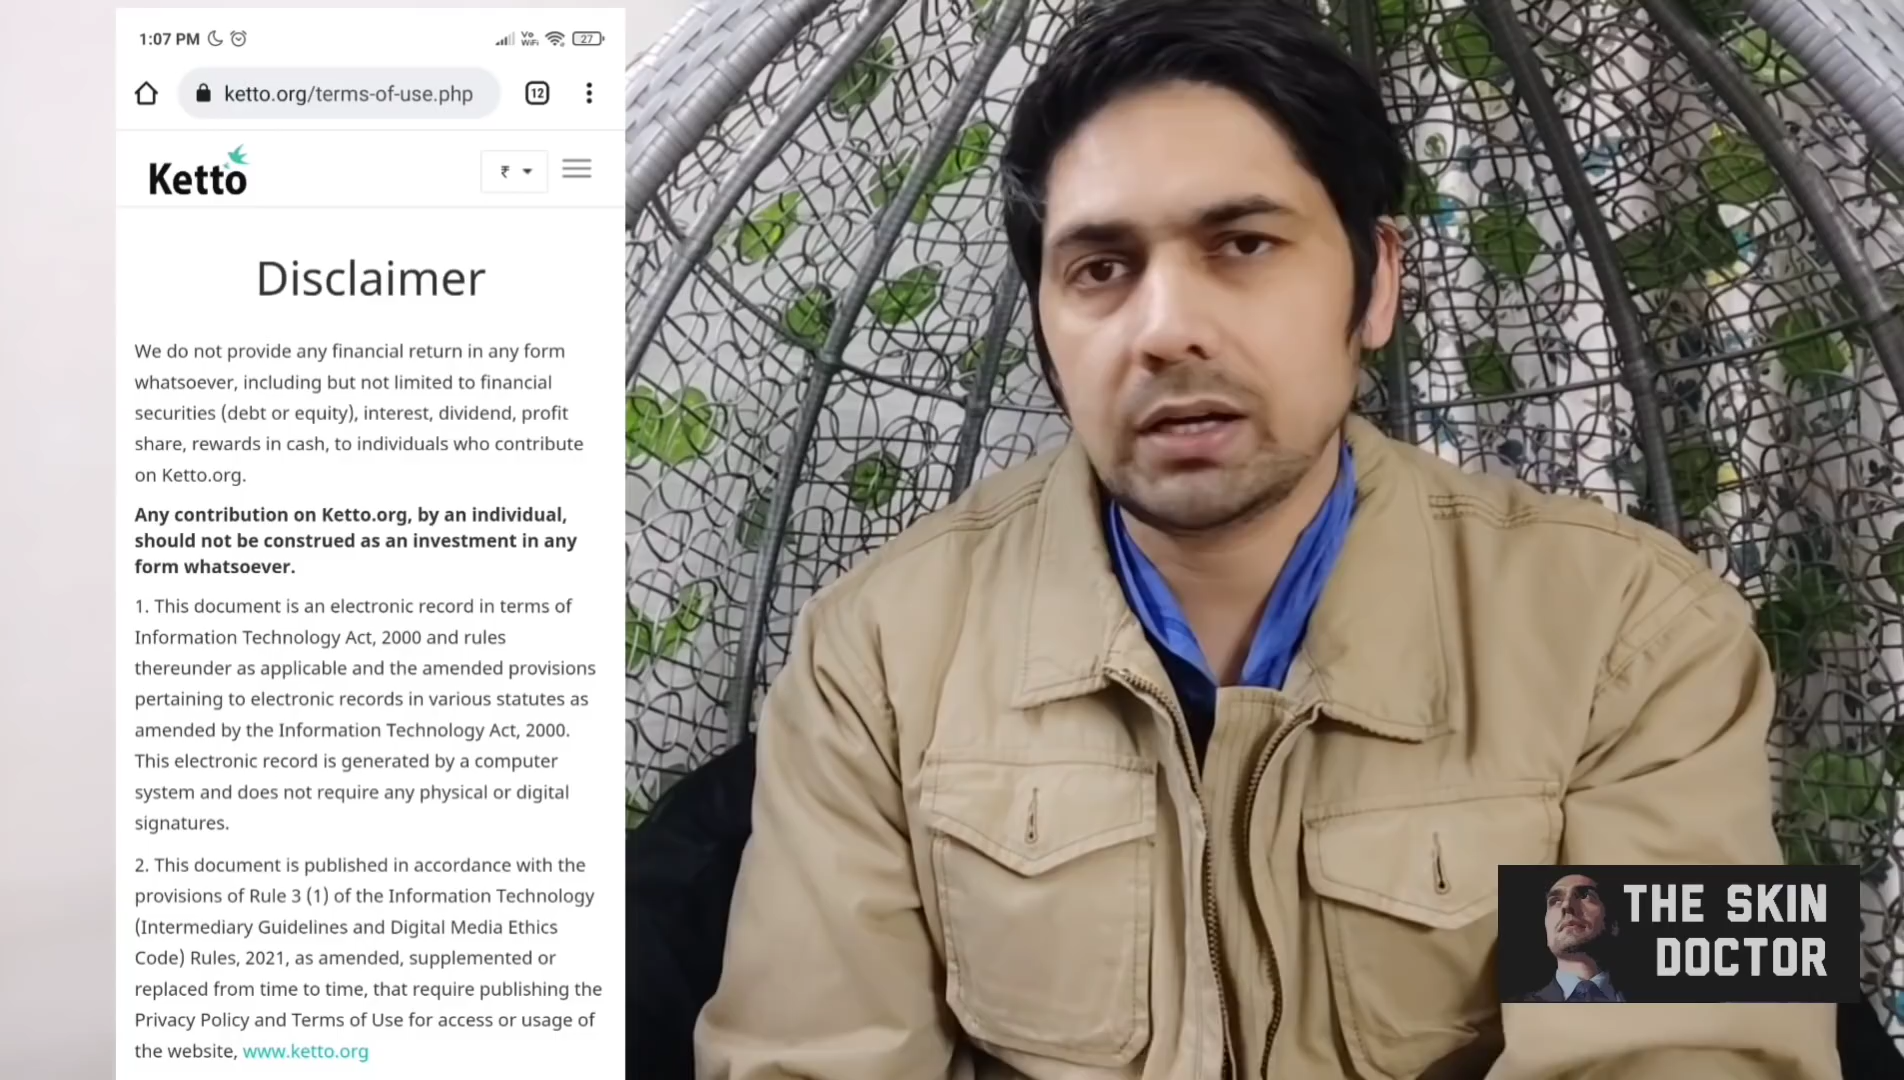 1:07 PM
Vo
WiFi
27
ketto.org/terms-of-use.php
12
Ketto
₹
Disclaimer
We do not provide any financial return in any form
whatsoever, including but not limited to financial
securities (debt or equity), interest, dividend, profit
share, rewards in cash, to individuals who contribute
on Ketto.org.
Any contribution on Ketto.org, by an individual,
should not be construed as an investment in any
form whatsoever.
1. This document is an electronic record in terms of
Information Technology Act, 2000 and rules
thereunder as applicable and the amended provisions
pertaining to electronic records in various statutes as
amended by the Information Technology Act, 2000.
This electronic record is generated by a computer
system and does not require any physical or digital
signatures.
2. This document is published in accordance with the
provisions of Rule 3 (1) of the Information Technology
(Intermediary Guidelines and Digital Media Ethics
Code) Rules, 2021, as amended, supplemented or
replaced from time to time, that require publishing the
Privacy Policy and Terms of Use for access or usage of
the website, www.ketto.org
THE SKIN
DOCTOR